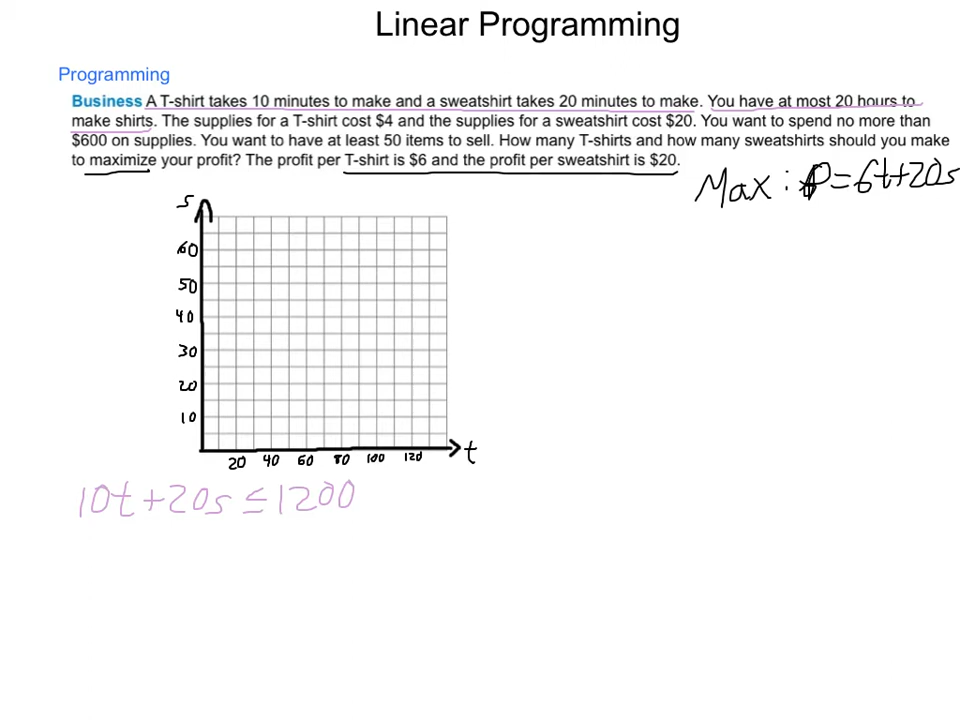 Linear Programming
Programming
Business A T-shirt takes 10 minutes to make and a sweatshirt takes 20 minutes to make. You have at most 20 hours to
make shirts. The supplies for a T-shirt cost $4 and the supplies for a sweatshirt cost $20. You want to spend no more than
$600 on supplies. You want to have at least 50 items to sell. How many T-shirts and how many sweatshirts should you make
to maximize your profit? The profit per T-shirt is $6 and the profit per sweatshirt is $20.
Max: P=6t+20s
s
60
50
40
30
20
10
20 40 60 80 100 120 t
10t+20s≤1200